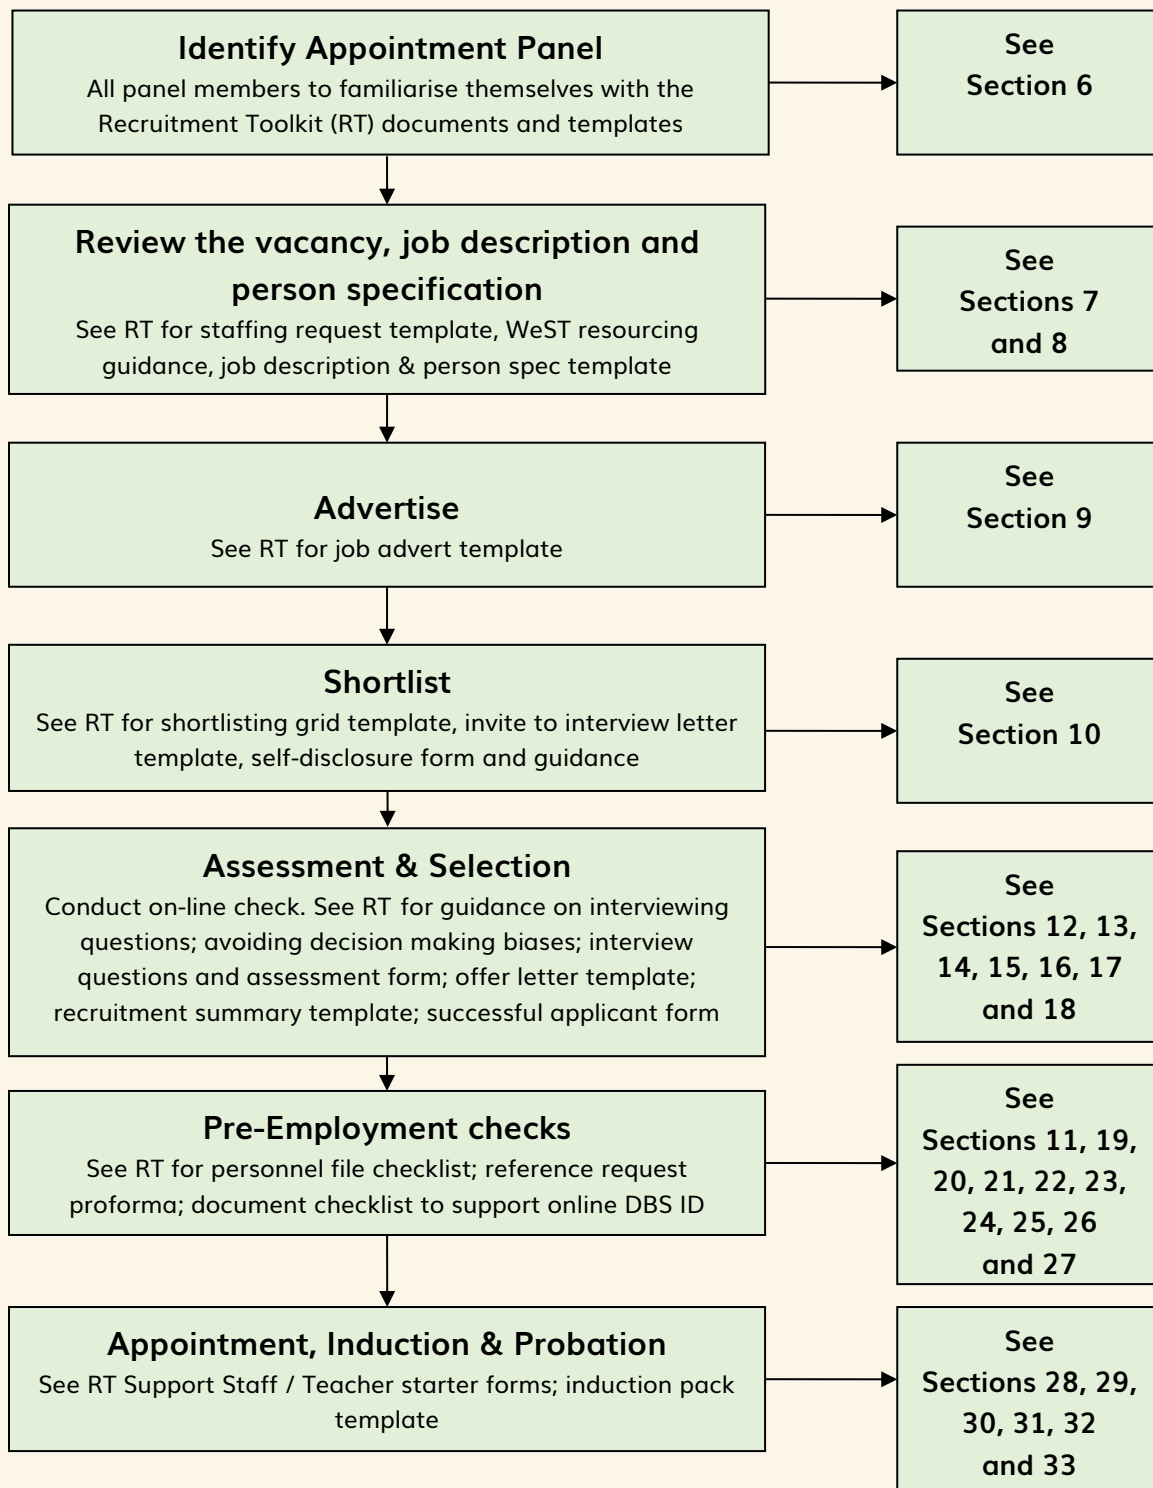 Identify Appointment Panel
All panel members to familiarise themselves with the
Recruitment Toolkit (RT) documents and templates
See
Section 6
Review the vacancy, job description and
person specification
See RT for staffing request template, WeST resourcing
guidance, job description & person spec template
See
Sections 7
and 8
Advertise
See RT for job advert template
See
Section 9
Shortlist
See RT for shortlisting grid template, invite to interview letter
template, self-disclosure form and guidance
See
Section 10
Assessment & Selection
Conduct on-line check. See RT for guidance on interviewing
questions; avoiding decision making biases; interview
questions and assessment form; offer letter template;
recruitment summary template; successful applicant form
See
Sections 12, 13,
14, 15, 16, 17
and 18
Pre-Employment checks
See RT for personnel file checklist; reference request
proforma; document checklist to support online DBS ID
See
Sections 11, 19,
20, 21, 22, 23,
24, 25, 26
and 27
Appointment, Induction & Probation
See RT Support Staff / Teacher starter forms; induction pack
template
See
Sections 28, 29,
30, 31, 32
and 33